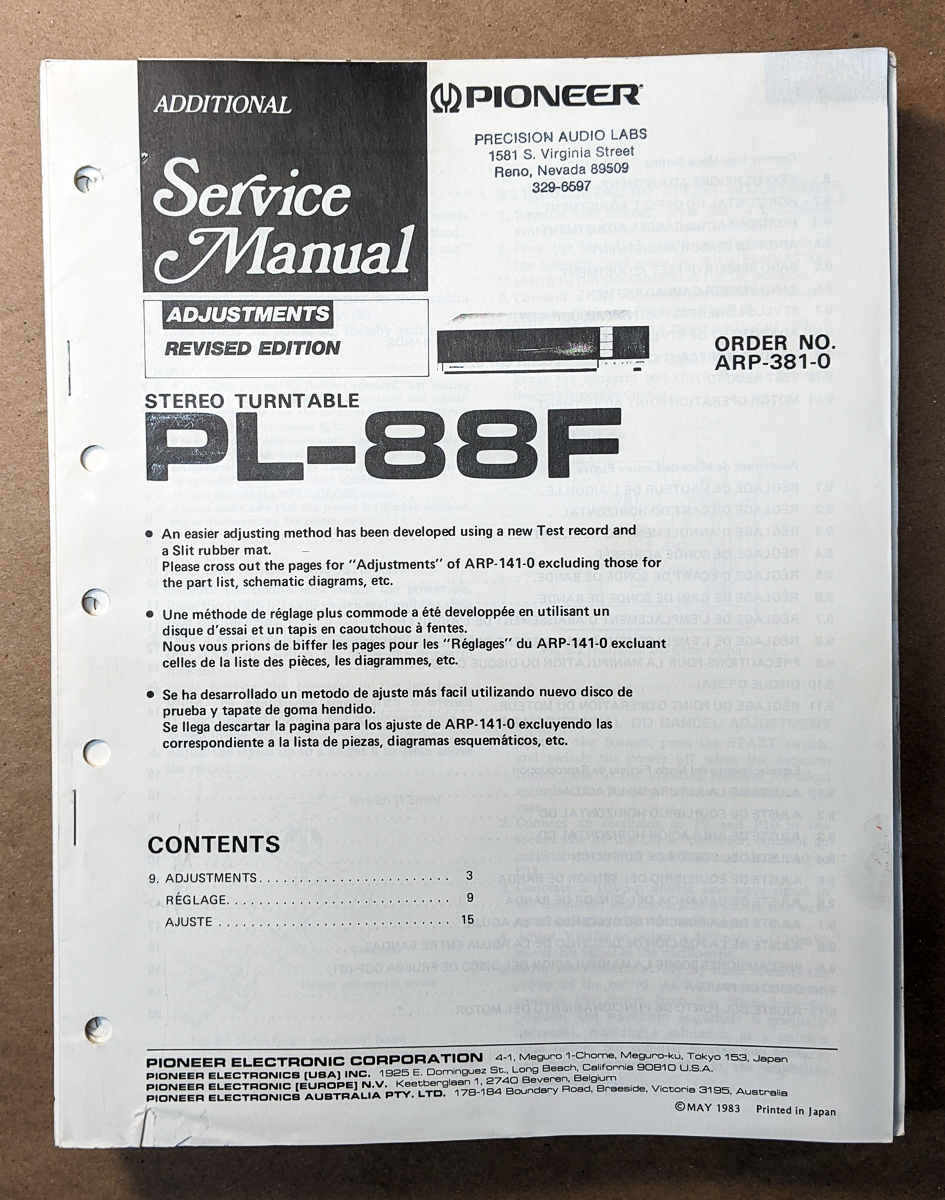 ADDITIONAL
Service
Manual
PIONEER®
PRECISION AUDIO LABS
1581 S. Virginia Street
Reno, Nevada 89509
329-6597
ADJUSTMENTS
REVISED EDITION
ORDER NO.
ARP-381-0
STEREO TURNTABLE
PL-88F
● An easier adjusting method has been developed using a new Test record and
a Slit rubber mat.
Please cross out the pages for "Adjustments" of ARP-141-0 excluding those for
the part list, schematic diagrams, etc.
● Une méthode de réglage plus commode a été developpée en utilisant un
disque d'essai et un tapis en caoutchouc à fentes.
Nous vous prions de biffer les pages pour les "Réglages" du ARP-141-0 excluant
celles de la liste des pièces, les diagrammes, etc.
● Se ha desarrollado un metodo de ajuste más facil utilizando nuevo disco de
prueba y tapate de goma hendido.
Se llega descartar la pagina para los ajuste de ARP-141-0 excluyendo las
correspondiente a la lista de piezas, diagramas esquemáticos, etc.
CONTENTS
9. ADJUSTMENTS. . . . . . . . . . . . . . . . . . . . . . . . . 3
RÉGLAGE. . . . . . . . . . . . . . . . . . . . . . . . . . . . . 9
AJUSTE . . . . . . . . . . . . . . . . . . . . . . . . . . . . . . 15
PIONEER ELECTRONIC CORPORATION 4-1, Meguro 1-Chome, Meguro-ku, Tokyo 153, Japan
PIONEER ELECTRONICS [USA] INC. 1925 E. Dominguez St., Long Beach, California 90810 U.S.A.
PIONEER ELECTRONIC [EUROPE] N.V. Keetberglaan 1, 2740 Beveren, Belgium
PIONEER ELECTRONICS AUSTRALIA PTY. LTD. 178-184 Boundary Road, Braeside, Victoria 3195, Australia
©MAY 1983 Printed in Japan